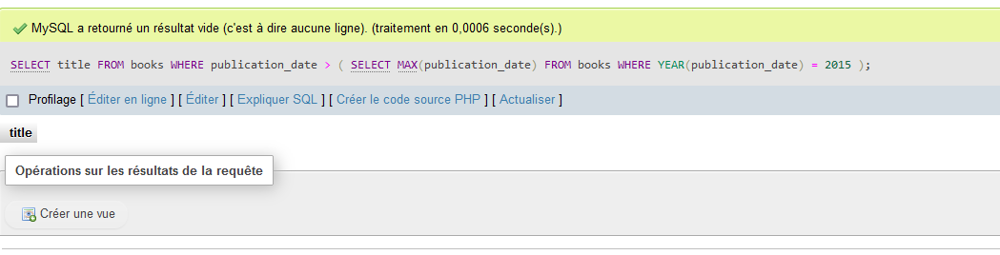 MySQL a retourné un résultat vide (c'est à dire aucune ligne). (traitement en 0,0006 seconde(s).)
SELECT title FROM books WHERE publication_date > ( SELECT MAX(publication_date) FROM books WHERE YEAR(publication_date) = 2015 );
Profilage [ Éditer en ligne ] [ Éditer ] [ Expliquer SQL ] [ Créer le code source PHP ] [ Actualiser ]
title
Opérations sur les résultats de la requête
Créer une vue